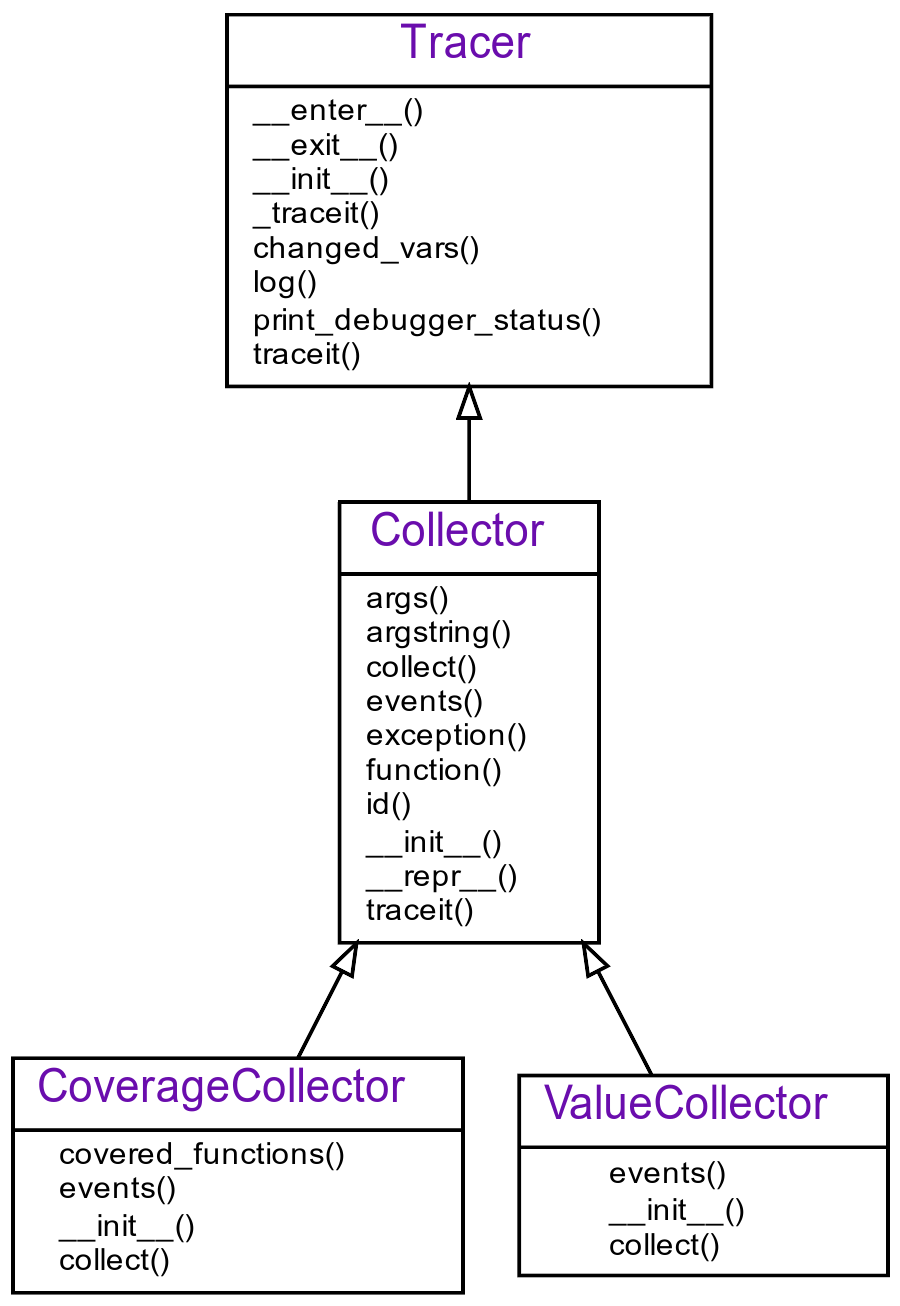 Tracer
__enter__()
__exit__()
__init__()
_traceit()
changed_vars()
log()
print_debugger_status()
traceit()
Collector
args()
argstring()
collect()
events()
exception()
function()
id()
__init__()
__repr__()
traceit()
CoverageCollector
covered_functions()
events()
__init__()
collect()
ValueCollector
events()
__init__()
collect()